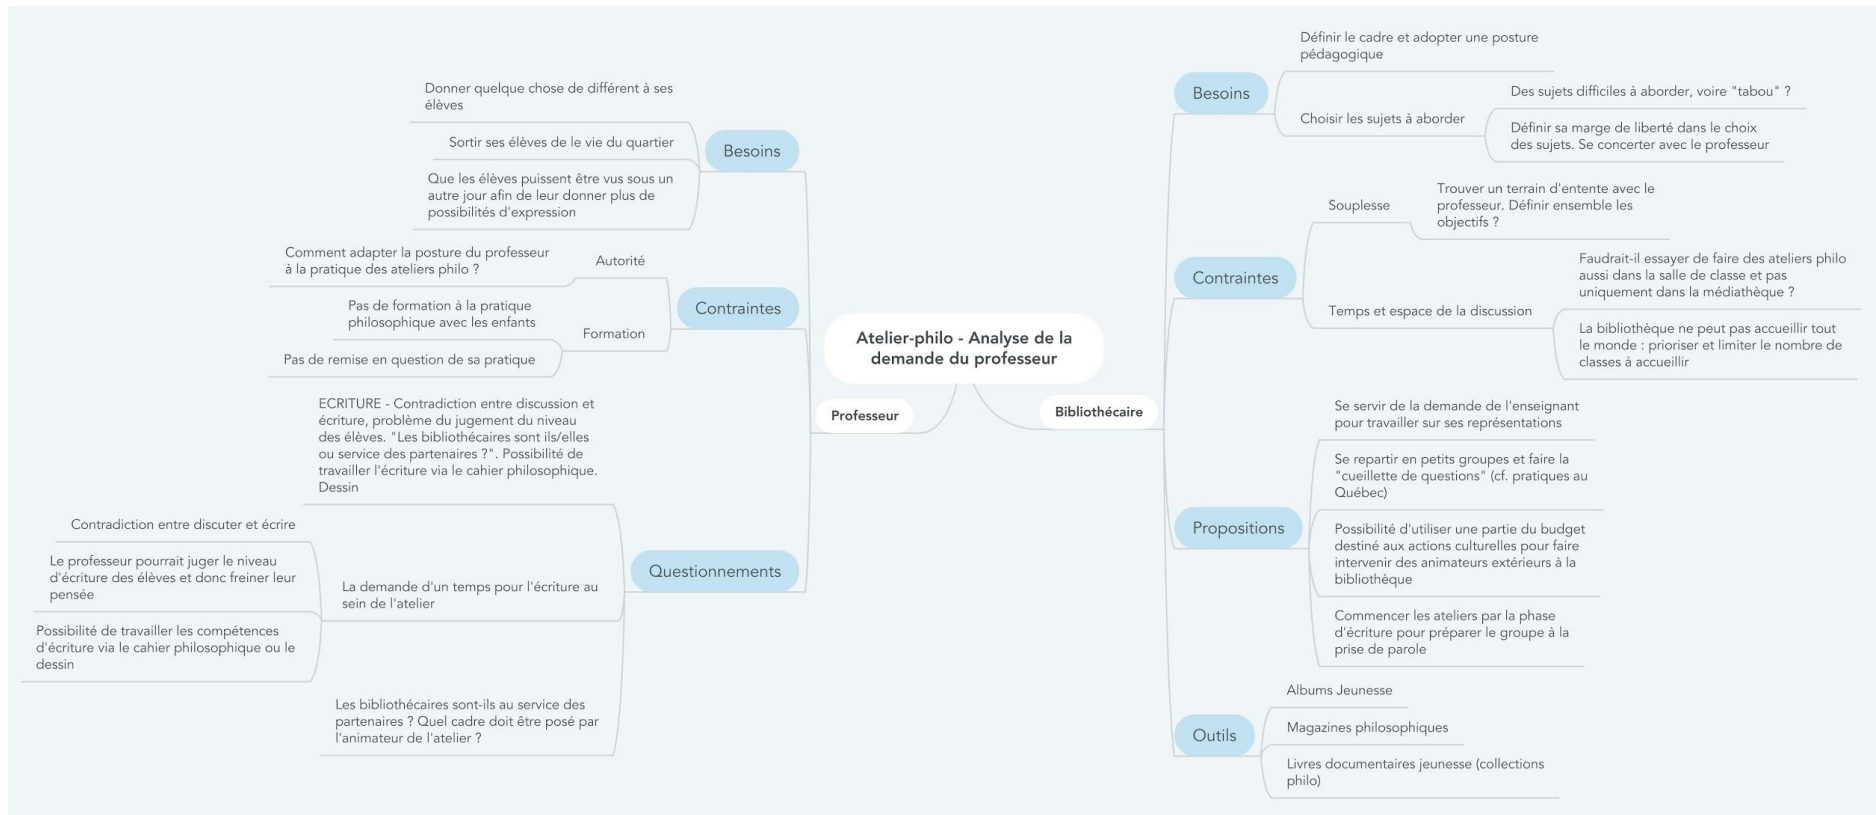 Atelier-philo - Analyse de la
demande du professeur
Professeur
Besoins
Donner quelque chose de différent à ses
élèves
Sortir ses élèves de le vie du quartier
Que les élèves puissent être vus sous un
autre jour afin de leur donner plus de
possibilités d'expression
Contraintes
Autorité
Comment adapter la posture du professeur
à la pratique des ateliers philo ?
Formation
Pas de formation à la pratique
philosophique avec les enfants
Pas de remise en question de sa pratique
Questionnements
ECRITURE - Contradiction entre discussion et
écriture, problème du jugement du niveau
des élèves. "Les bibliothécaires sont ils/elles
ou service des partenaires ?". Possibilité de
travailler l'écriture via le cahier philosophique.
Dessin
La demande d'un temps pour l'écriture au
sein de l'atelier
Contradiction entre discuter et écrire
Le professeur pourrait juger le niveau
d'écriture des élèves et donc freiner leur
pensée
Possibilité de travailler les compétences
d'écriture via le cahier philosophique ou le
dessin
Les bibliothécaires sont-ils au service des
partenaires ? Quel cadre doit être posé par
l'animateur de l'atelier ?
Bibliothécaire
Besoins
Définir le cadre et adopter une posture
pédagogique
Choisir les sujets à aborder
Des sujets difficiles à aborder, voire "tabou" ?
Définir sa marge de liberté dans le choix
des sujets. Se concerter avec le professeur
Contraintes
Souplesse
Trouver un terrain d'entente avec le
professeur. Définir ensemble les
objectifs ?
Temps et espace de la discussion
Faudrait-il essayer de faire des ateliers philo
aussi dans la salle de classe et pas
uniquement dans la médiathèque ?
La bibliothèque ne peut pas accueillir tout
le monde : prioriser et limiter le nombre de
classes à accueillir
Propositions
Se servir de la demande de l'enseignant
pour travailler sur ses représentations
Se repartir en petits groupes et faire la
"cueillette de questions" (cf. pratiques au
Québec)
Possibilité d'utiliser une partie du budget
destiné aux actions culturelles pour faire
intervenir des animateurs extérieurs à la
bibliothèque
Commencer les ateliers par la phase
d'écriture pour préparer le groupe à la
prise de parole
Outils
Albums Jeunesse
Magazines philosophiques
Livres documentaires jeunesse (collections
philo)